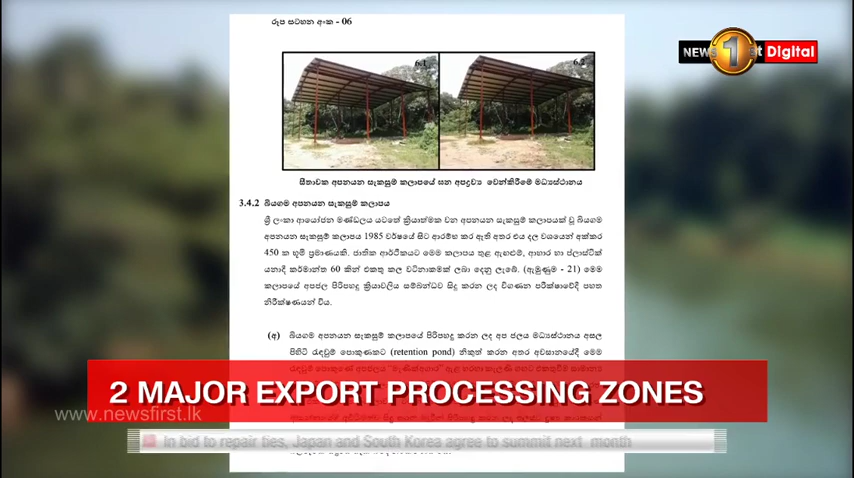 රූප සටහන අංක - 06
NEWS 1st Digital
6.1
6.2
සීතාවක අපනයන සැකසුම් කලාපයේ ඝන අපද්‍රව්‍ය වෙන්කිරීමේ මධ්‍යස්ථානය
3.4.2 බියගම අපනයන සැකසුම් කලාපය
ශ්‍රී ලංකා ආයෝජන මණ්ඩලය යටතේ ක්‍රියාත්මක වන අපනයන සැකසුම් කලාපයක් වූ බියගම
අපනයන සැකසුම් කලාපය 1985 වර්ෂයේ සිට ආරම්භ කර ඇති අතර එය දල වශයෙන් අක්කර
450 ක භූමි ප්‍රමාණයකි. ජාතික ආර්ථිකයට මෙම කලාපය තුළ ඇඟළුම්, ආහාර හා ප්ලාස්ටික්
යනාදී කර්මාන්ත 60 කින් එකතු කල වටිනාකමක් ලබා දෙනු ලැබේ. (ඇමුණුම - 21) මෙම
කලාපයේ අපජල පිරිපහදු ක්‍රියාවලිය සම්බන්ධව සිදු කරන ලද විගණන පරීක්ෂාවේදී පහත
නිරීක්ෂණයන් විය.
(අ) බියගම අපනයන සැකසුම් කලාපයේ පිරිපහදු කරන ලද අප ජලය මධ්‍යස්ථානය අසල
පිහිටි රැඳවුම් පොකුණකට (retention pond) නිකුත් කරන අතර අවසානයේදී මෙම
2 MAJOR EXPORT PROCESSING ZONES
www.newsfirst.lk
In bid to repair ties, Japan and South Korea agree to summit next month